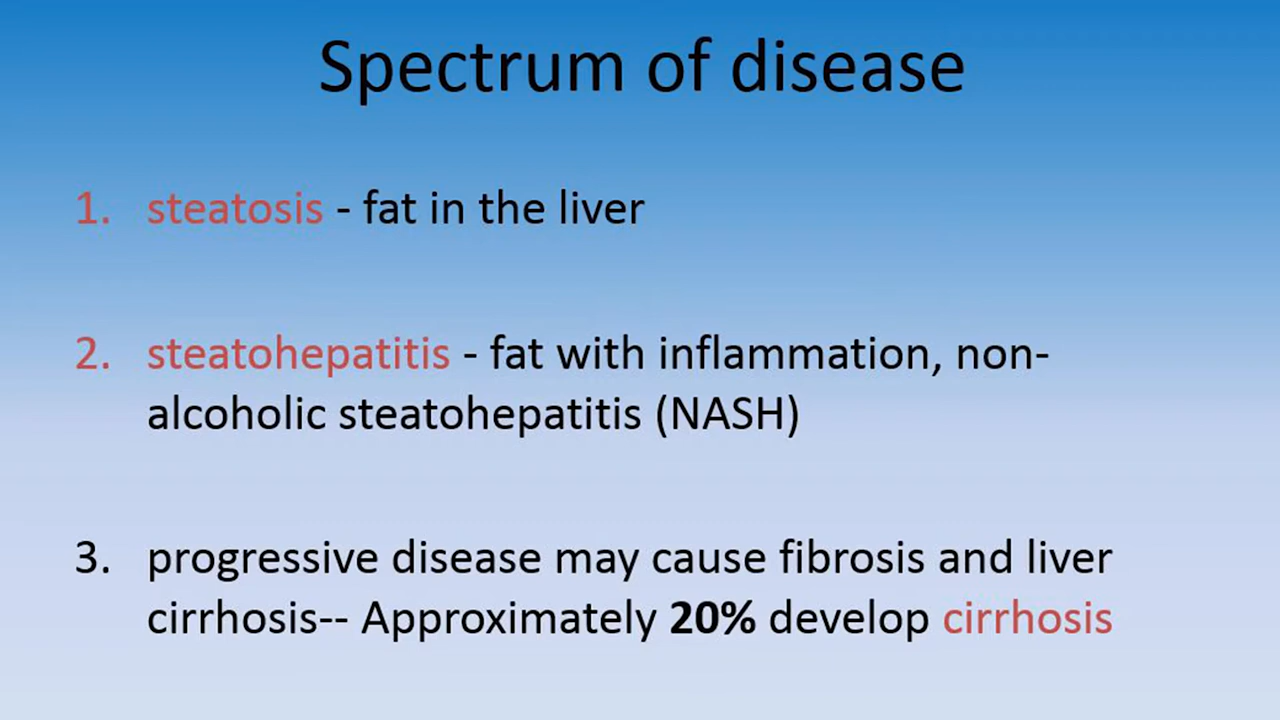 Spectrum of disease
1. steatosis - fat in the liver
2. steatohepatitis - fat with inflammation, non-
alcoholic steatohepatitis (NASH)
3. progressive disease may cause fibrosis and liver
cirrhosis-- Approximately 20% develop cirrhosis